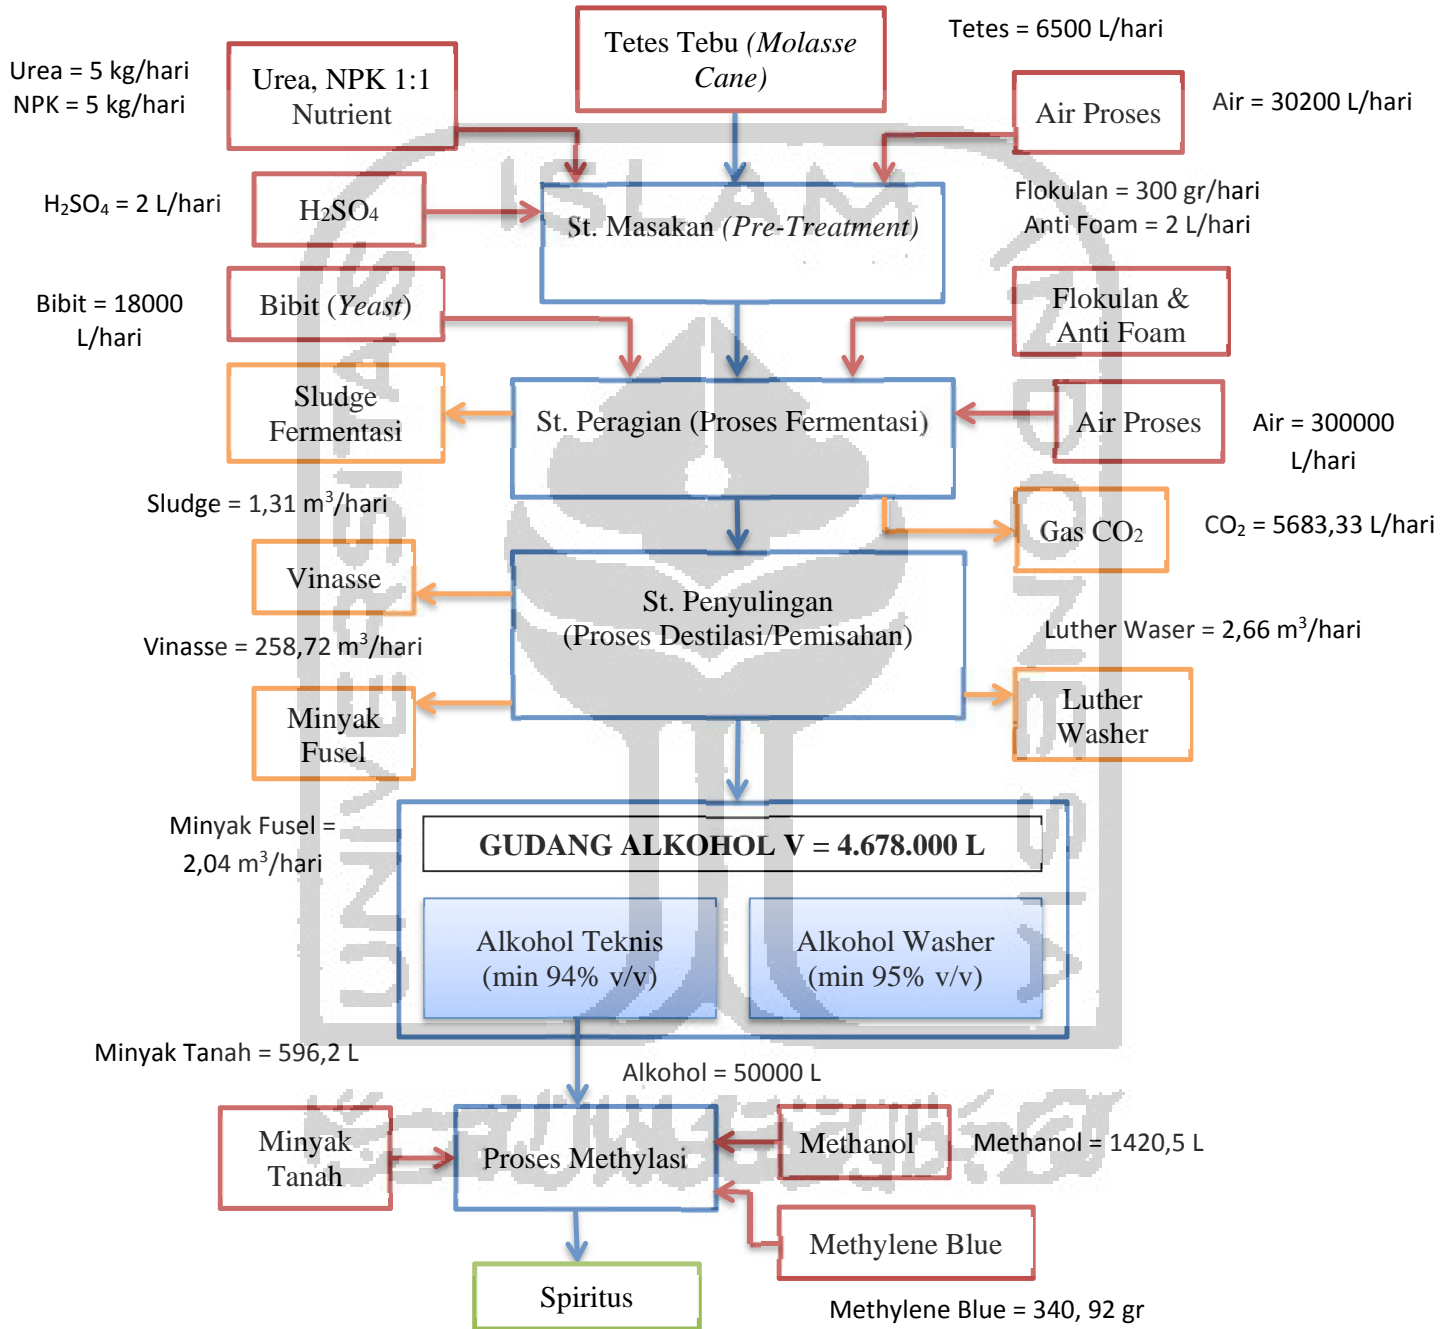 Tetes Tebu (Molasse
Cane)
Tetes = 6500 L/hari
Urea = 5 kg/hari
NPK = 5 kg/hari
Urea, NPK 1:1
Nutrient
Air Proses
Air = 30200 L/hari
H₂SO₄ = 2 L/hari
H₂SO₄
St. Masakan (Pre-Treatment)
Flokulan = 300 gr/hari
Anti Foam = 2 L/hari
Bibit = 18000
L/hari
Bibit (Yeast)
Flokulan &
Anti Foam
Sludge
Fermentasi
St. Peragian (Proses Fermentasi)
Air Proses
Air = 300000
L/hari
Sludge = 1,31 m³/hari
Gas CO₂
CO₂ = 5683,33 L/hari
Vinasse
St. Penyulingan
(Proses Destilasi/Pemisahan)
Vinasse = 258,72 m³/hari
Luther Waser = 2,66 m³/hari
Minyak
Fusel
Luther
Washer
Minyak Fusel =
2,04 m³/hari
GUDANG ALKOHOL V = 4.678.000 L
Alkohol Teknis
(min 94% v/v)
Alkohol Washer
(min 95% v/v)
Minyak Tanah = 596,2 L
Alkohol = 50000 L
Minyak
Tanah
Proses Methylasi
Methanol
Methanol = 1420,5 L
Methylene Blue
Spiritus
Methylene Blue = 340, 92 gr
UNIVERSITAS
ISLAM
INDONESIA